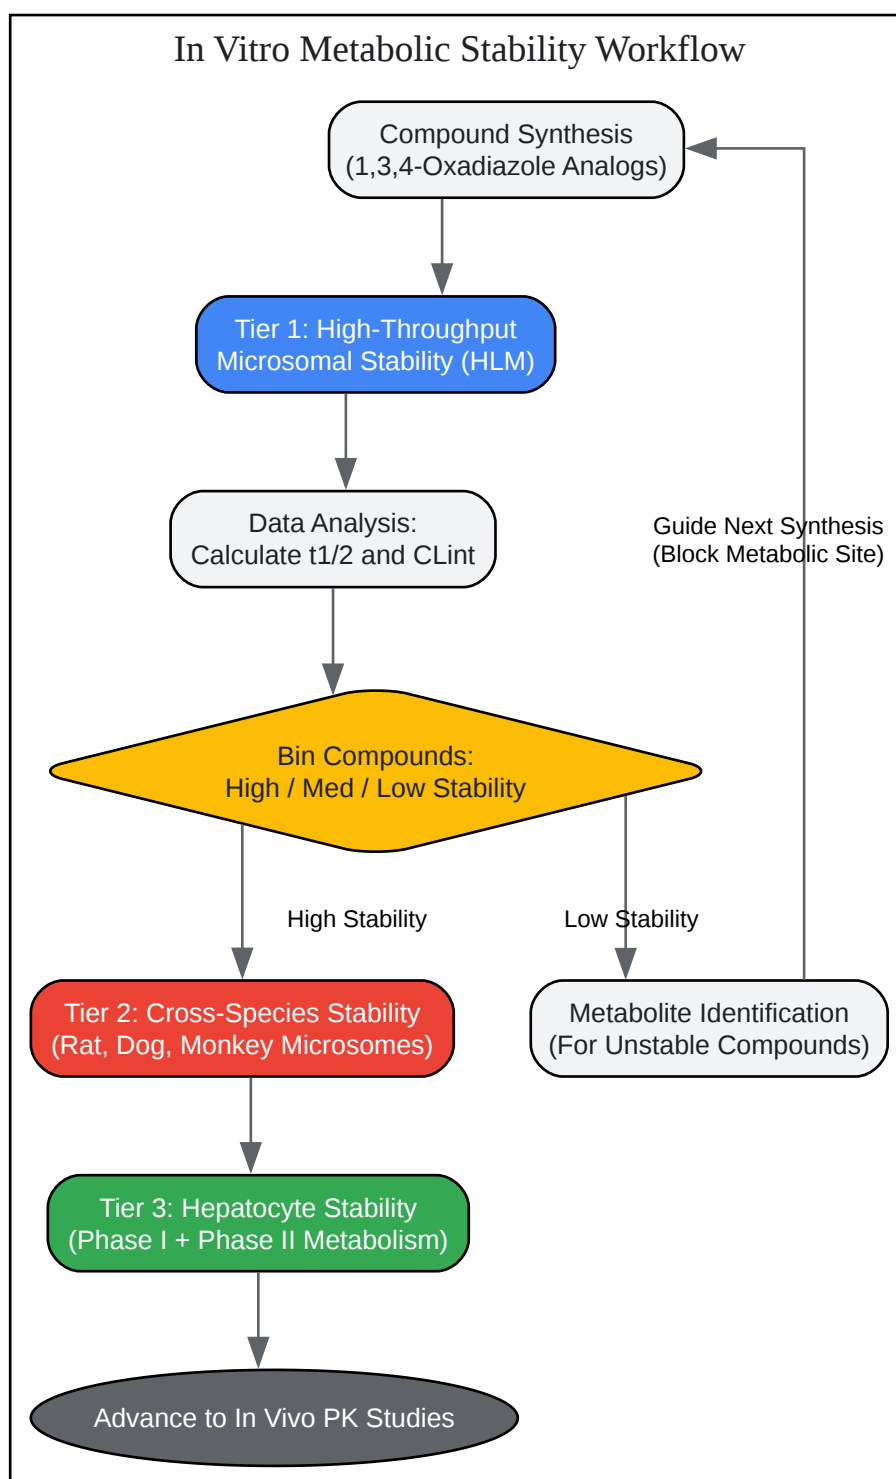 In Vitro Metabolic Stability Workflow
Compound Synthesis
(1,3,4-Oxadiazole Analogs)
Tier 1: High-Throughput
Microsomal Stability (HLM)
Data Analysis:
Calculate t1/2 and CLint
Guide Next Synthesis
(Block Metabolic Site)
Bin Compounds:
High / Med / Low Stability
High Stability
Low Stability
Tier 2: Cross-Species Stability
(Rat, Dog, Monkey Microsomes)
Metabolite Identification
(For Unstable Compounds)
Tier 3: Hepatocyte Stability
(Phase I + Phase II Metabolism)
Advance to In Vivo PK Studies